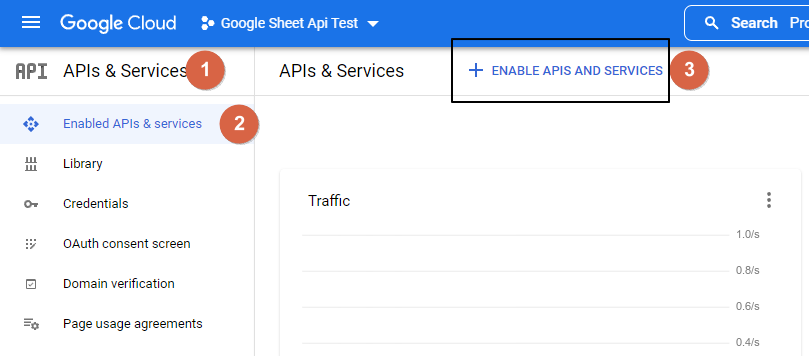 Google Cloud
Google Sheet Api Test
Search Pro
API
APIs & Services
1
APIs & Services
ENABLE APIS AND SERVICES
3
Enabled APIs & services
2
Library
Credentials
OAuth consent screen
Domain verification
Page usage agreements
Traffic
1.0/s
0.8/s
0.6/s
0.4/s